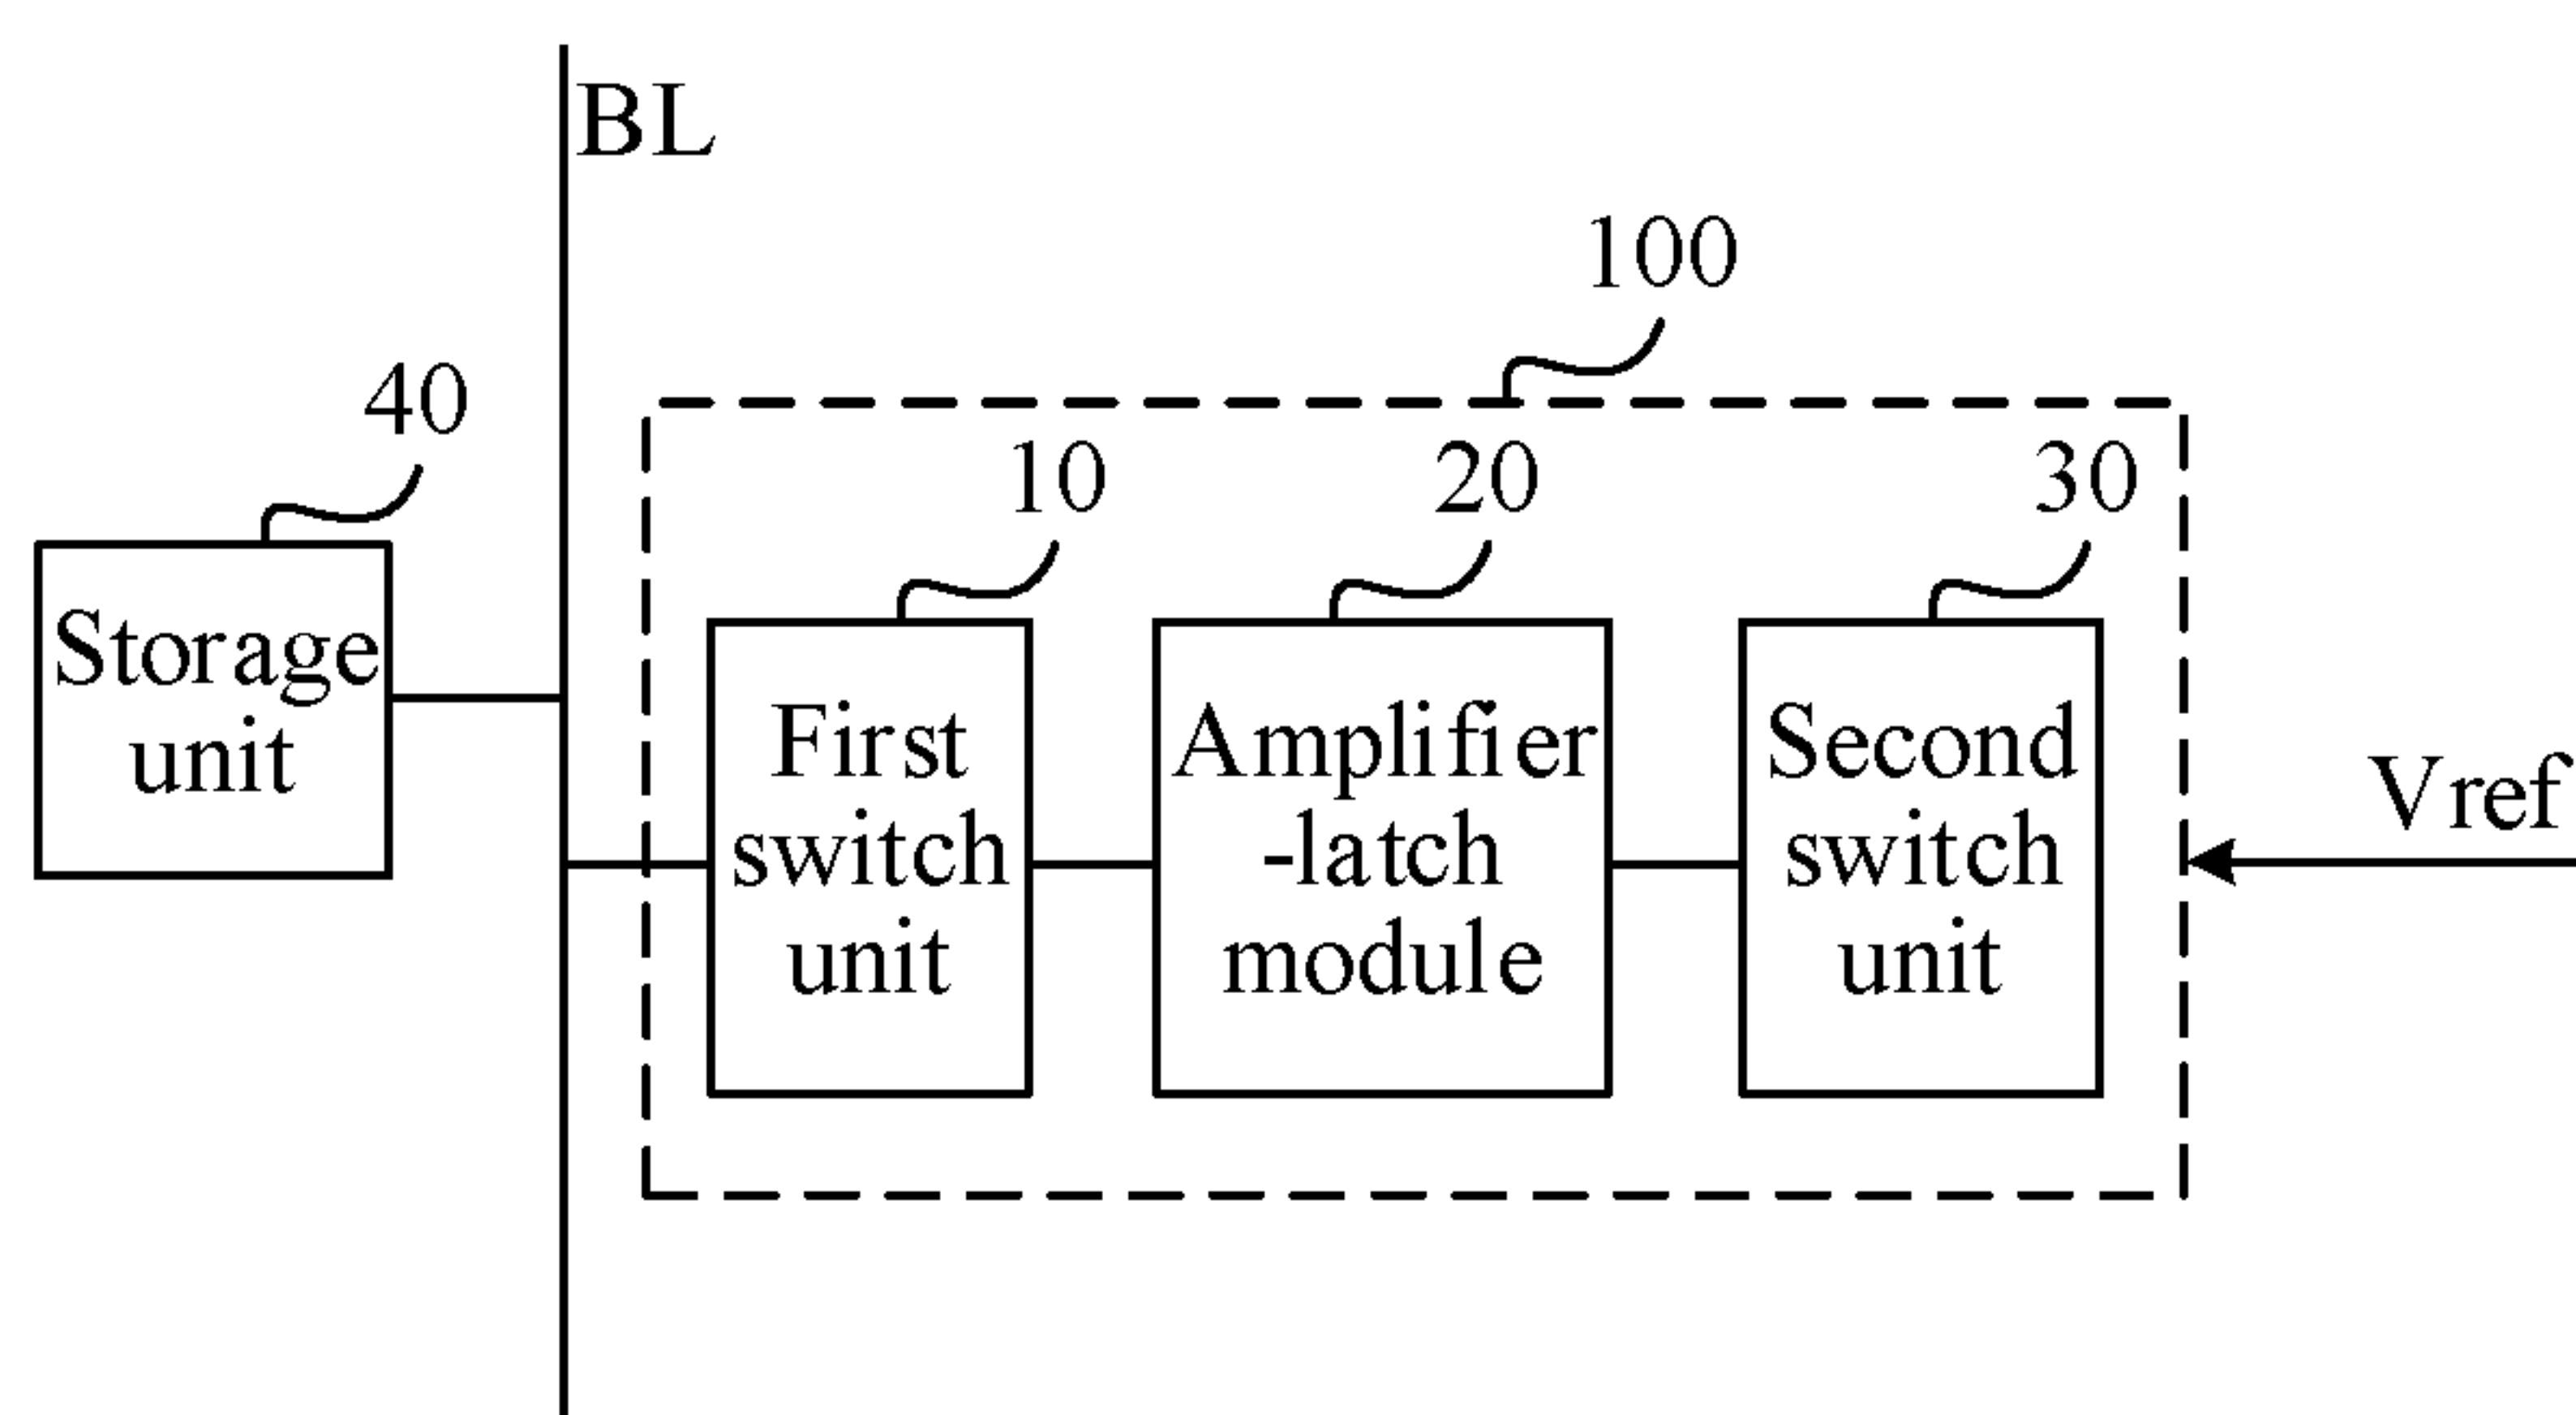 BL
100
40
10
20
30
Storage
unit
First
switch
unit
Amplifier
-latch
module
Second
switch
unit
Vref